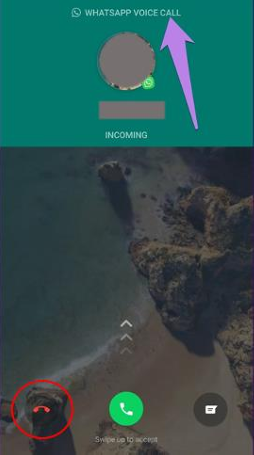 WHATSAPP VOICE CALL
INCOMING
Swipe up to accept